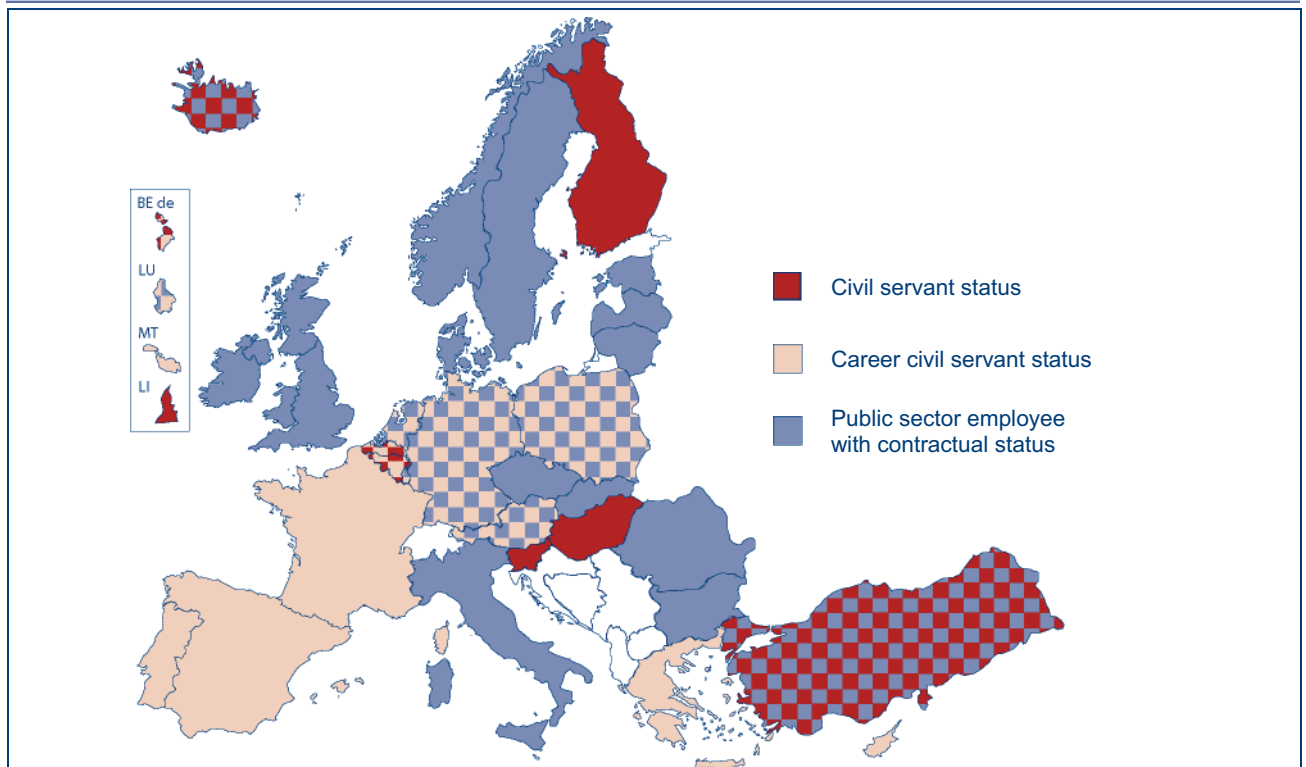 BE de
LU
MT
LI
Civil servant status
Career civil servant status
Public sector employee
with contractual status